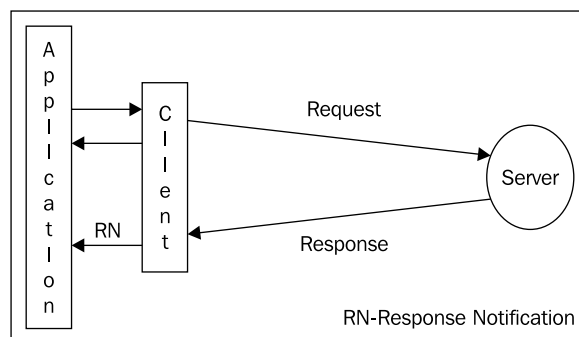 Application
Client
Request
Server
RN
Response
RN-Response Notification